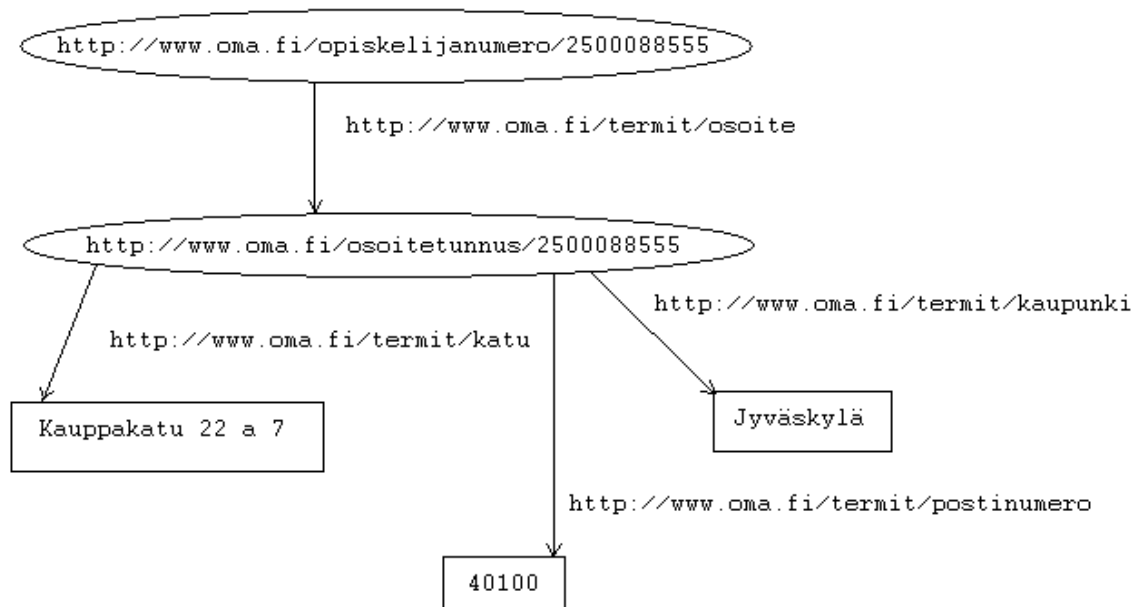 http://www.oma.fi/opiskelijanumero/2500088555
http://www.oma.fi/termit/osoite
http://www.oma.fi/osoitetunnus/2500088555
http://www.oma.fi/termit/kaupunki
http://www.oma.fi/termit/katu
Kauppakatu 22 a 7
Jyväskylä
http://www.oma.fi/termit/postinumero
40100